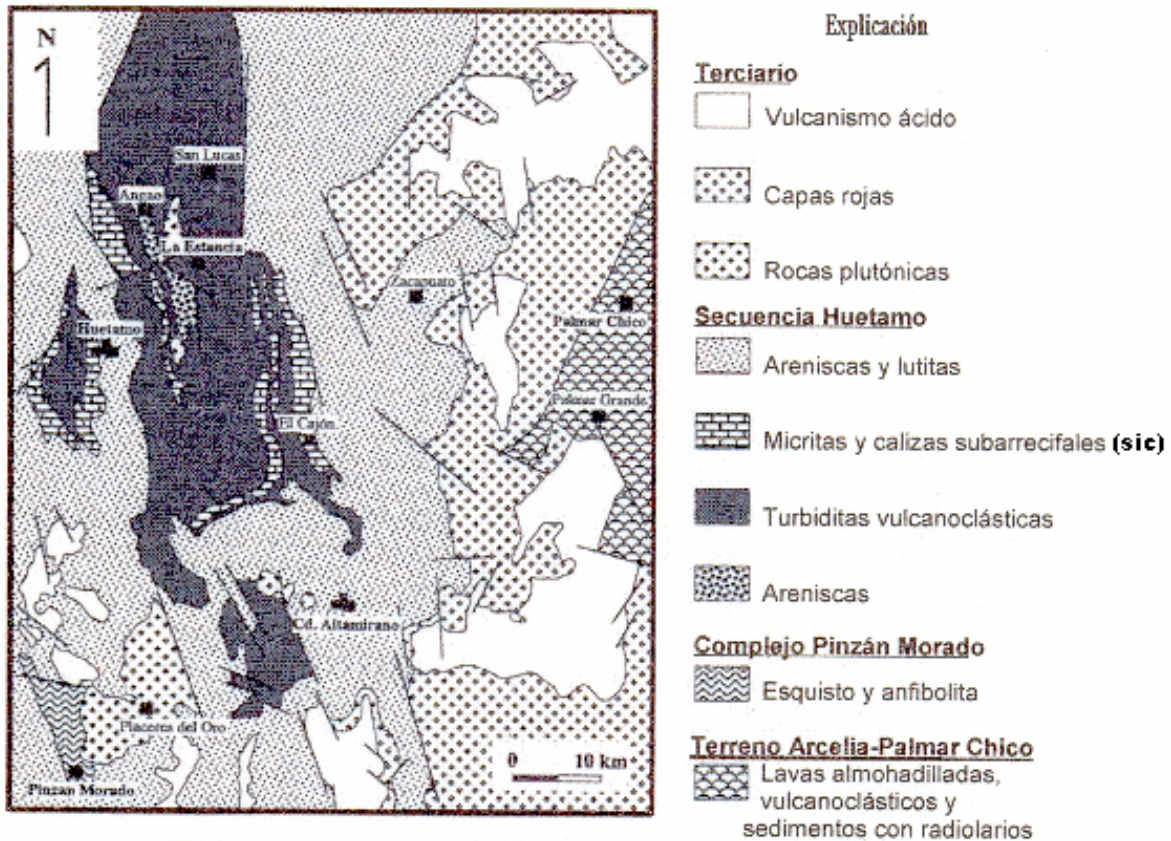 N
San Lucas
Angao
La Estancia
Zacapuato
Huetamo
Palmar Chico
Palmar Grande
El Cajón
Cd. Altamirano
Placeres del Oro
Pinzán Morado
0 10 km
Explicación
Terciario
Vulcanismo ácido
Capas rojas
Rocas plutónicas
Secuencia Huetamo
Areniscas y lutitas
Micritas y calizas subarrecifales (sic)
Turbiditas vulcanoclásticas
Areniscas
Complejo Pinzán Morado
Esquisto y anfibolita
Terreno Arcelia-Palmar Chico
Lavas almohadilladas,
vulcanoclásticos y
sedimentos con radiolarios